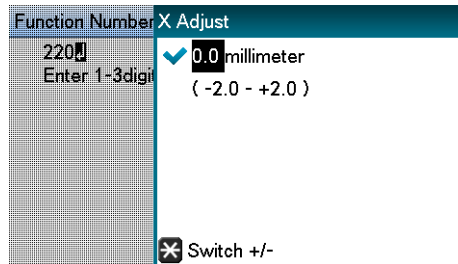 Function Number
220
Enter 1-3digi
X Adjust
0.0 millimeter
( -2.0 - +2.0 )
Switch +/-